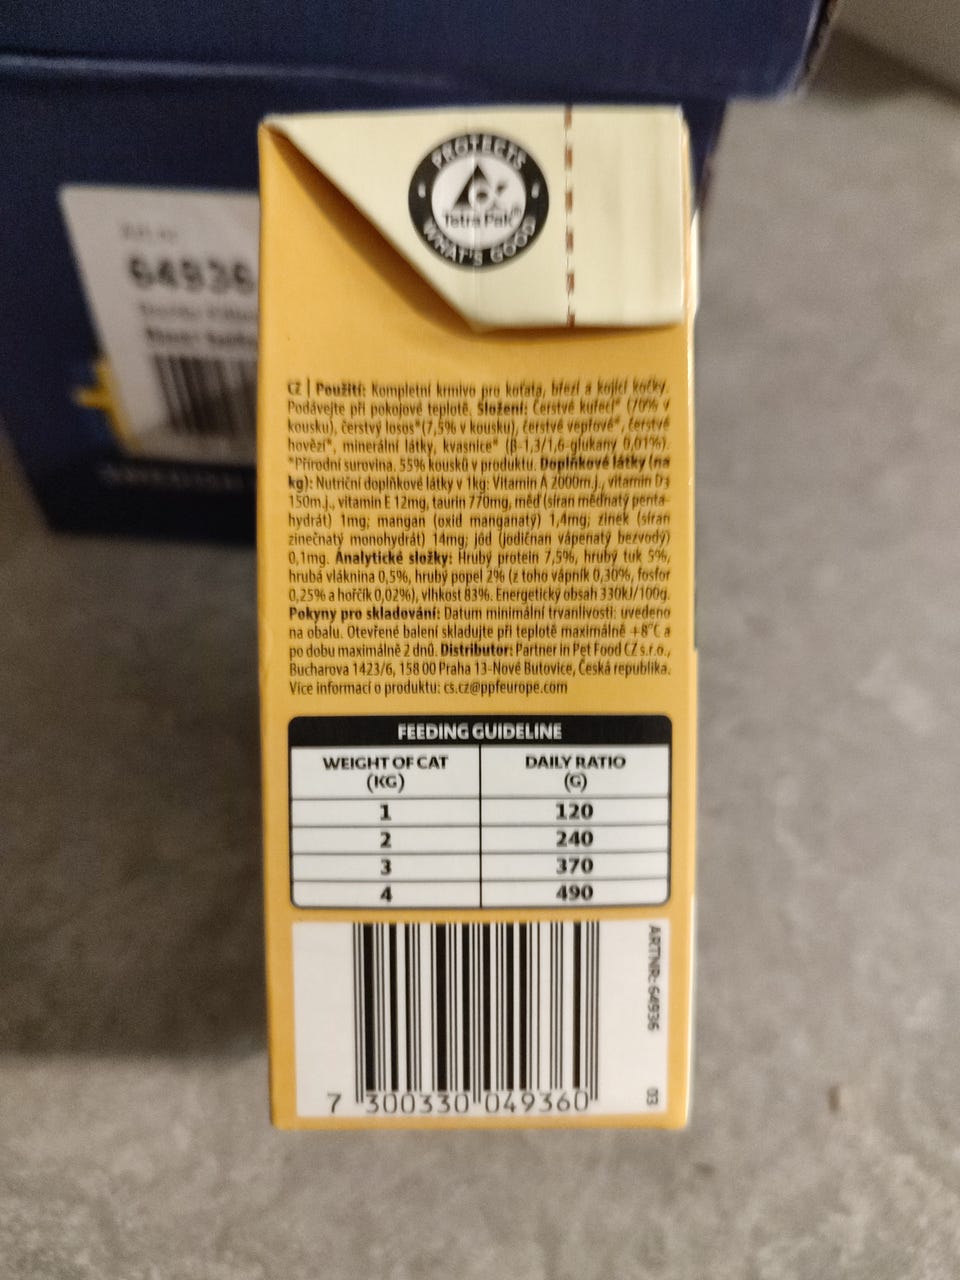 PROTECTS
Tetra Pak®
WHAT'S GOOD
64936
CZ | Použití: Kompletní krmivo pro koťata, březí a kojící kočky.
Podávejte při pokojové teplotě. Složení: Čerstvé kuřecí* (70% v
kousku), čerstvý losos*(7,5% v kousku), čerstvé vepřové*, čerstvé
hovězí*, minerální látky, kvasnice* (β-1,3/1,6-glukany 0,01%).
*Přírodní surovina. 55% kousků v produktu. Doplňkové látky (na
kg): Nutriční doplňkové látky v 1kg: Vitamin A 2000m.j., vitamin D3
150m.j., vitamin E 12mg, taurin 770mg, měď (síran měďnatý penta-
hydrát) 1mg; mangan (oxid manganatý) 1,4mg; zinek (síran
zinečnatý monohydrát) 14mg; jód (jodičnan vápenatý bezvodý)
0,1mg. Analytické složky: Hrubý protein 7,5%, hrubý tuk 5%,
hrubá vláknina 0,5%, hrubý popel 2% (z toho vápník 0,30%, fosfor
0,25% a hořčík 0,02%), vlhkost 83%. Energetický obsah 330kJ/100g.
Pokyny pro skladování: Datum minimální trvanlivosti: uvedeno
na obalu. Otevřené balení skladujte při teplotě maximálně +8°C a
po dobu maximálně 2 dnů. Distributor: Partner in Pet Food CZ s.r.o.,
Bucharova 1423/6, 158 00 Praha 13-Nové Butovice, Česká republika.
Více informací o produktu: cs.cz@ppfeurope.com
FEEDING GUIDELINE
WEIGHT OF CAT (KG) DAILY RATIO (G)
1 120
2 240
3 370
4 490
ARTNR: 64936 03
7 300330 049360